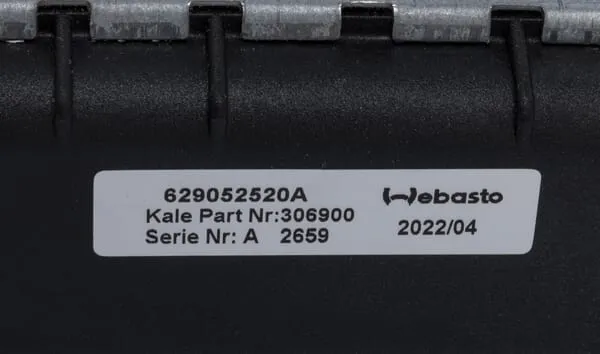 629052520A
Webasto
Kale Part Nr:306900
2022/04
Serie Nr: A 2659